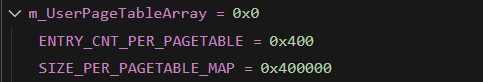 m_UserPageTableArray = 0x0
ENTRY_CNT_PER_PAGETABLE = 0x400
SIZE_PER_PAGETABLE_MAP = 0x400000